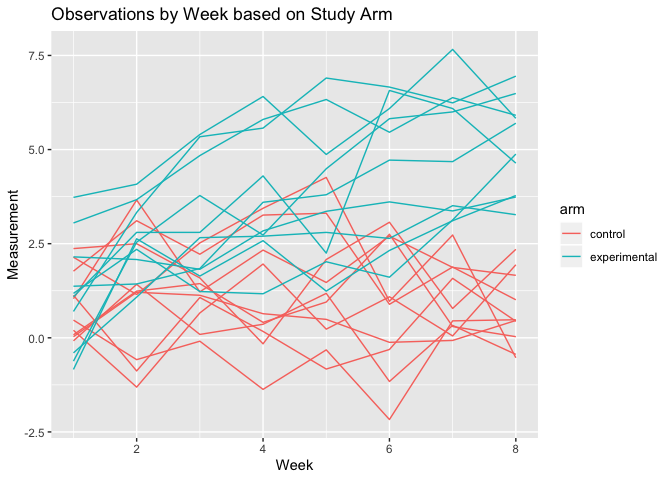 Observations by Week based on Study Arm
7.5
5.0
2.5
0.0
-2.5
Measurement
2
4
6
8
Week
arm
control
experimental